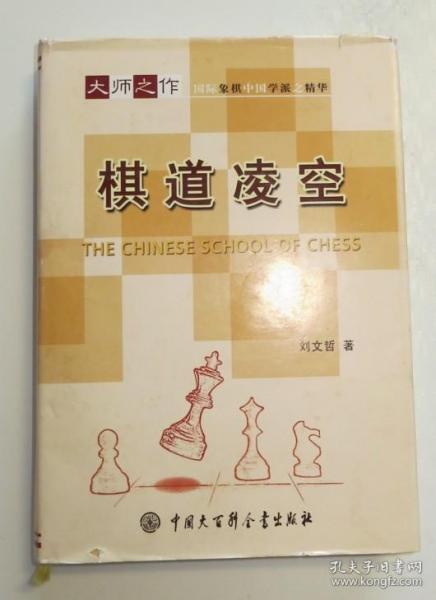 大师之作 国际象棋中国学派之精华
棋道凌空
THE CHINESE SCHOOL OF CHESS
刘文哲 著
中国大百科全书出版社
孔夫子旧书网
www.kongfz.com